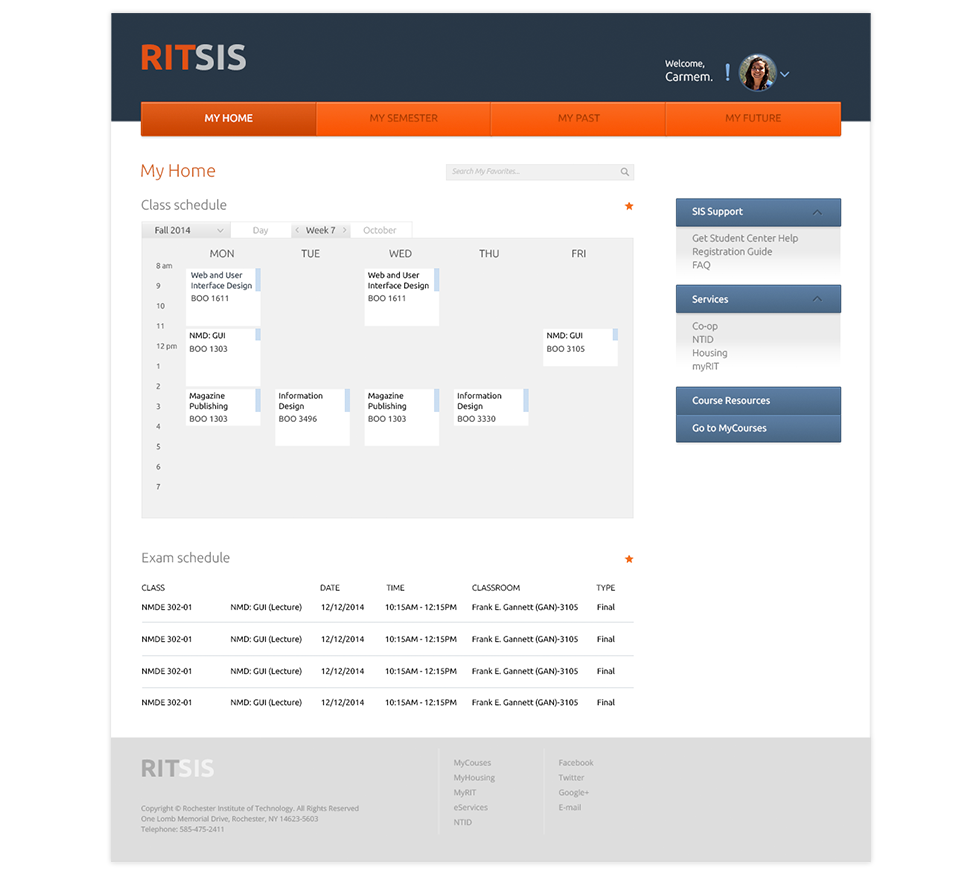 RITSIS
Welcome,
Carmem.
!
MY HOME MY SEMESTER MY PAST MY FUTURE
My Home
Search My Favorites...
Class schedule
Fall 2014 Day < Week 7 > October
MON TUE WED THU FRI
8 am
9
10
11
12 pm
1
2
3
4
5
6
7
Web and User
Interface Design
BOO 1611
NMD: GUI
BOO 1303
Magazine
Publishing
BOO 1303
Information
Design
BOO 3496
Web and User
Interface Design
BOO 1611
Magazine
Publishing
BOO 1303
Information
Design
BOO 3330
NMD: GUI
BOO 3105
SIS Support
Get Student Center Help
Registration Guide
FAQ
Services
Co-op
NTID
Housing
myRIT
Course Resources
Go to MyCourses
Exam schedule
CLASS DATE TIME CLASSROOM TYPE
NMDE 302-01 NMD: GUI (Lecture) 12/12/2014 10:15AM - 12:15PM Frank E. Gannett (GAN)-3105 Final
NMDE 302-01 NMD: GUI (Lecture) 12/12/2014 10:15AM - 12:15PM Frank E. Gannett (GAN)-3105 Final
NMDE 302-01 NMD: GUI (Lecture) 12/12/2014 10:15AM - 12:15PM Frank E. Gannett (GAN)-3105 Final
NMDE 302-01 NMD: GUI (Lecture) 12/12/2014 10:15AM - 12:15PM Frank E. Gannett (GAN)-3105 Final
RITSIS
Copyright © Rochester Institute of Technology. All Rights Reserved
One Lomb Memorial Drive, Rochester, NY 14623-5603
Telephone: 585-475-2411
MyCouses
MyHousing
MyRIT
eServices
NTID
Facebook
Twitter
Google+
E-mail